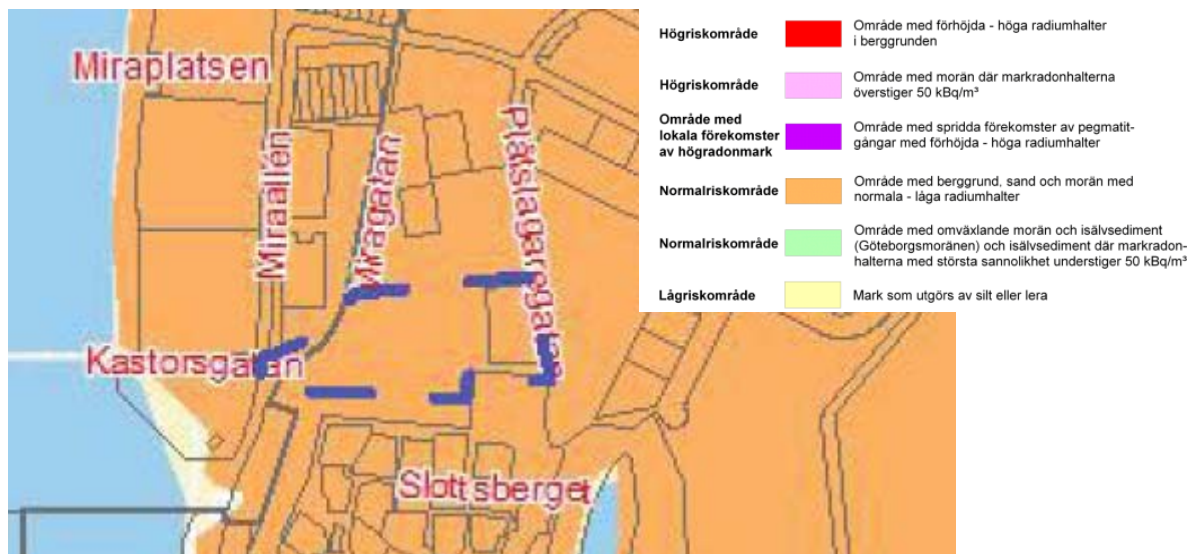 Miraplatsen
Miraallén
Miragatan
Plåtslagaregatan
Kastorsgatan
Slottsberget
Högriskområde
Område med förhöjda - höga radiumhalter
i berggrunden
Högriskområde
Område med morän där markradonhalterna
överstiger 50 kBq/m³
Område med
lokala förekomster
av högradonmark
Område med spridda förekomster av pegmatit-
gångar med förhöjda - höga radiumhalter
Normalriskområde
Område med berggrund, sand och morän med
normala - låga radiumhalter
Normalriskområde
Område med omväxlande morän och isälvsediment
(Göteborgsmoränen) och isälvsediment där markradon-
halterna med största sannolikhet understiger 50 kBq/m³
Lågriskområde
Mark som utgörs av silt eller lera